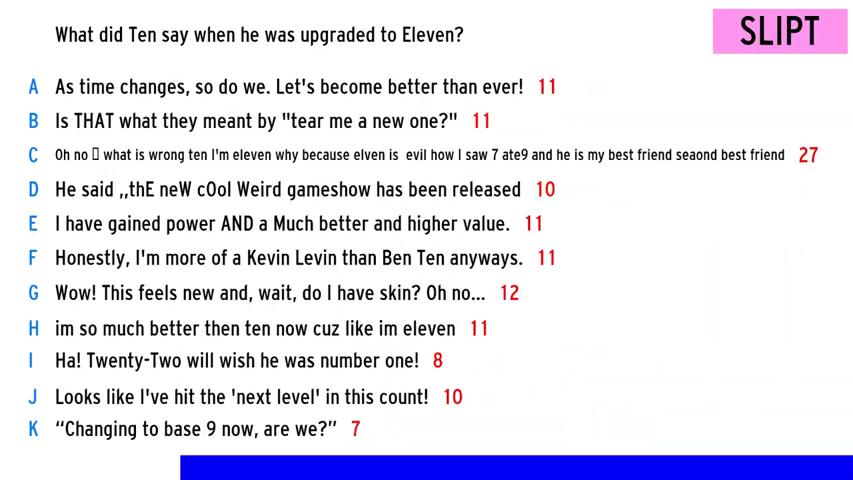 What did Ten say when he was upgraded to Eleven?
SLIPT
A As time changes, so do we. Let's become better than ever! 11
B Is THAT what they meant by "tear me a new one?" 11
C Oh no ▯ what is wrong ten I'm eleven why because elven is evil how I saw 7 ate9 and he is my best friend seaond best friend 27
D He said ,,thE neW cOol Weird gameshow has been released 10
E I have gained power AND a Much better and higher value. 11
F Honestly, I'm more of a Kevin Levin than Ben Ten anyways. 11
G Wow! This feels new and, wait, do I have skin? Oh no... 12
H im so much better then ten now cuz like im eleven 11
I Ha! Twenty-Two will wish he was number one! 8
J Looks like I've hit the 'next level' in this count! 10
K “Changing to base 9 now, are we?” 7